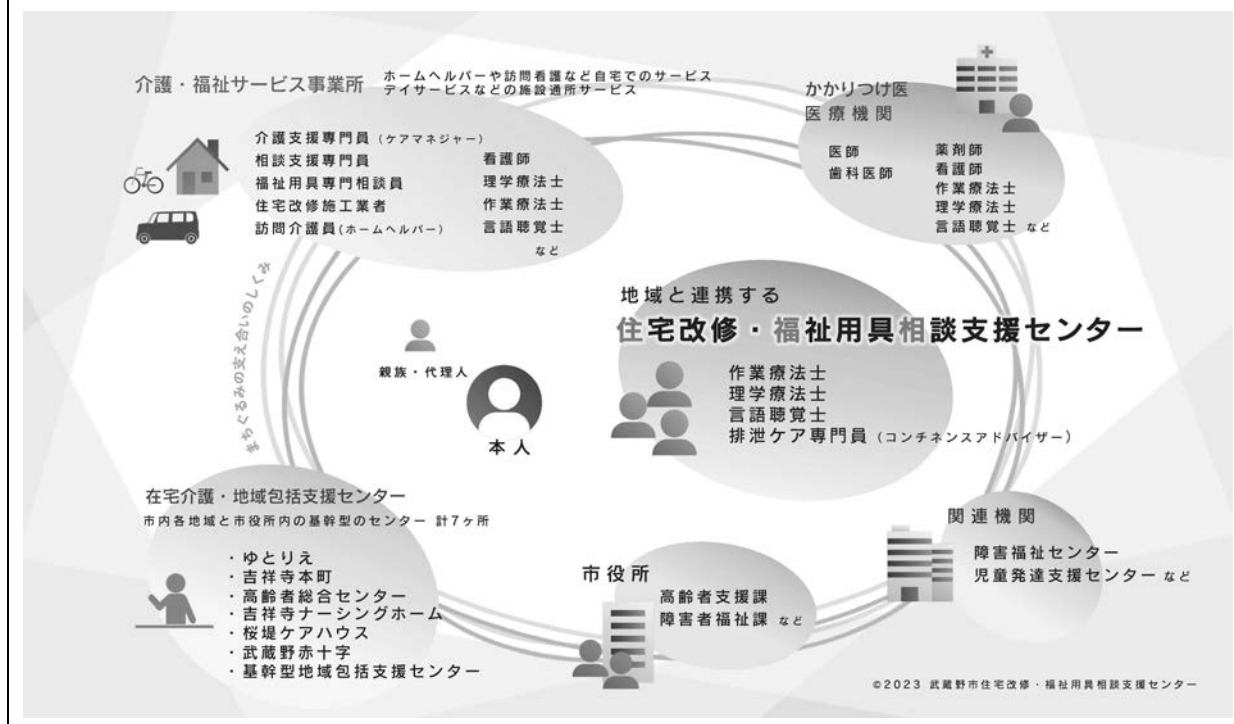 介護・福祉サービス事業所
ホームヘルパーや訪問看護など自宅でのサービス
デイサービスなどの施設通所サービス
介護支援専門員（ケアマネジャー）
相談支援専門員
福祉用具専門相談員
住宅改修施工業者
訪問介護員(ホームヘルパー)
看護師
理学療法士
作業療法士
言語聴覚士
など
かかりつけ医
医療機関
医師
歯科医師
薬剤師
看護師
作業療法士
理学療法士
言語聴覚士 など
まちぐるみの支え合いのしくみ
地域と連携する
住宅改修・福祉用具相談支援センター
作業療法士
理学療法士
言語聴覚士
排泄ケア専門員（コンチネンスアドバイザー）
親族・代理人
本人
在宅介護・地域包括支援センター
市内各地域と市役所内の基幹型のセンター 計7ヶ所
・ゆとりえ
・吉祥寺本町
・高齢者総合センター
・吉祥寺ナーシングホーム
・桜堤ケアハウス
・武蔵野赤十字
・基幹型地域包括支援センター
市役所
高齢者支援課
障害者福祉課 など
関連機関
障害福祉センター
児童発達支援センター など
©2023 武蔵野市住宅改修・福祉用具相談支援センター